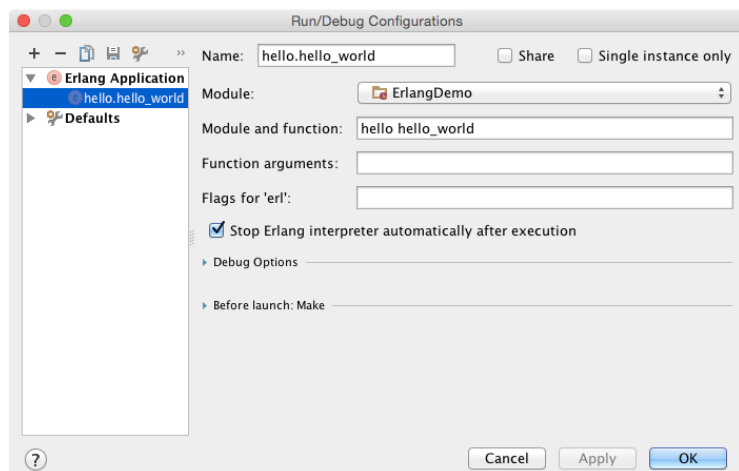 Run/Debug Configurations
Name: hello.hello_world Share Single instance only
Erlang Application
hello.hello_world
Defaults
Module: ErlangDemo
Module and function: hello hello_world
Function arguments:
Flags for 'erl':
Stop Erlang interpreter automatically after execution
Debug Options
Before launch: Make
? Cancel Apply OK